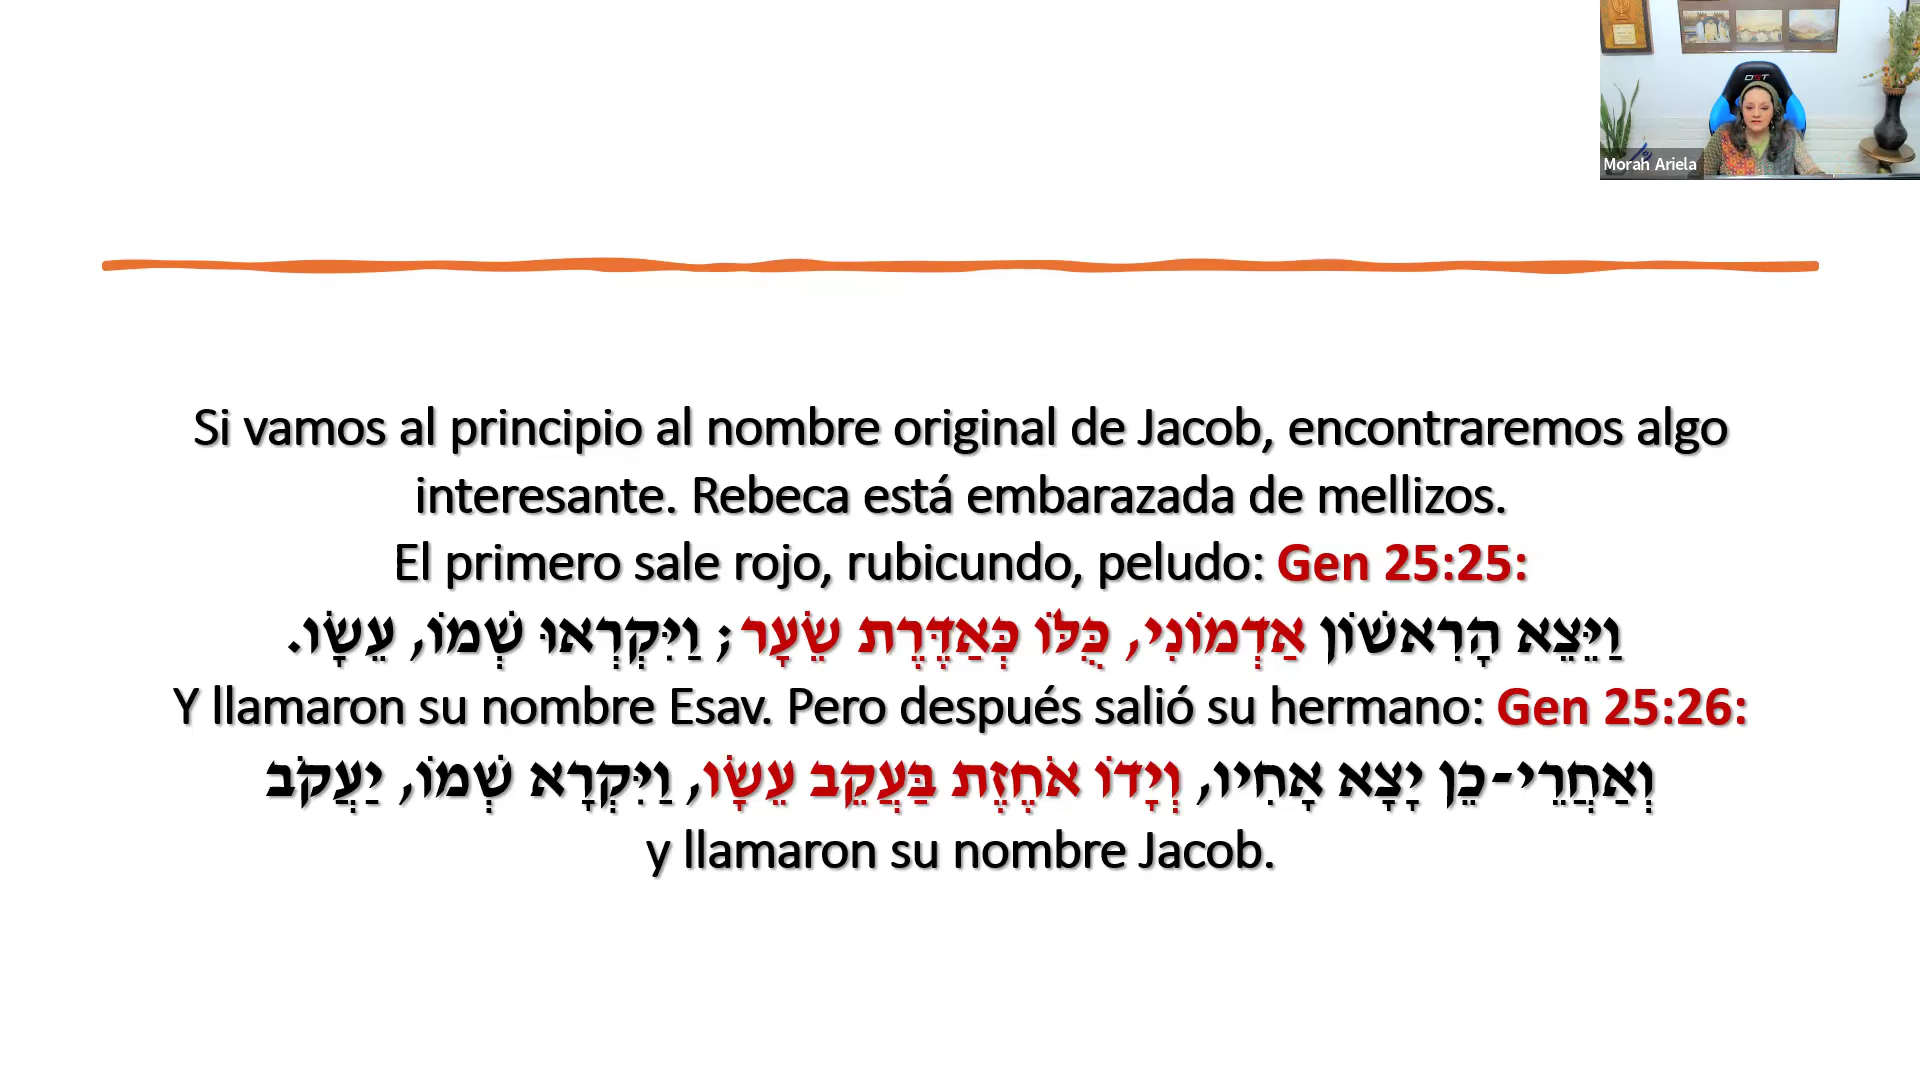 DXT
Morah Ariela
Si vamos al principio al nombre original de Jacob, encontraremos algo
interesante. Rebeca está embarazada de mellizos.
El primero sale rojo, rubicundo, peludo: Gen 25:25:
וַיֵּצֵא הָרִאשׁוֹן אַדְמוֹנִי, כֻּלּוֹ כְּאַדֶּרֶת שֵׂעָר; וַיִּקְרְאוּ שְׁמוֹ, עֵשָׂו.
Y llamaron su nombre Esav. Pero después salió su hermano: Gen 25:26:
וְאַחֲרֵי-כֵן יָצָא אָחִיו, וְיָדוֹ אֹחֶזֶת בַּעֲקֵב עֵשָׂו, וַיִּקְרָא שְׁמוֹ, יַעֲקֹב
y llamaron su nombre Jacob.